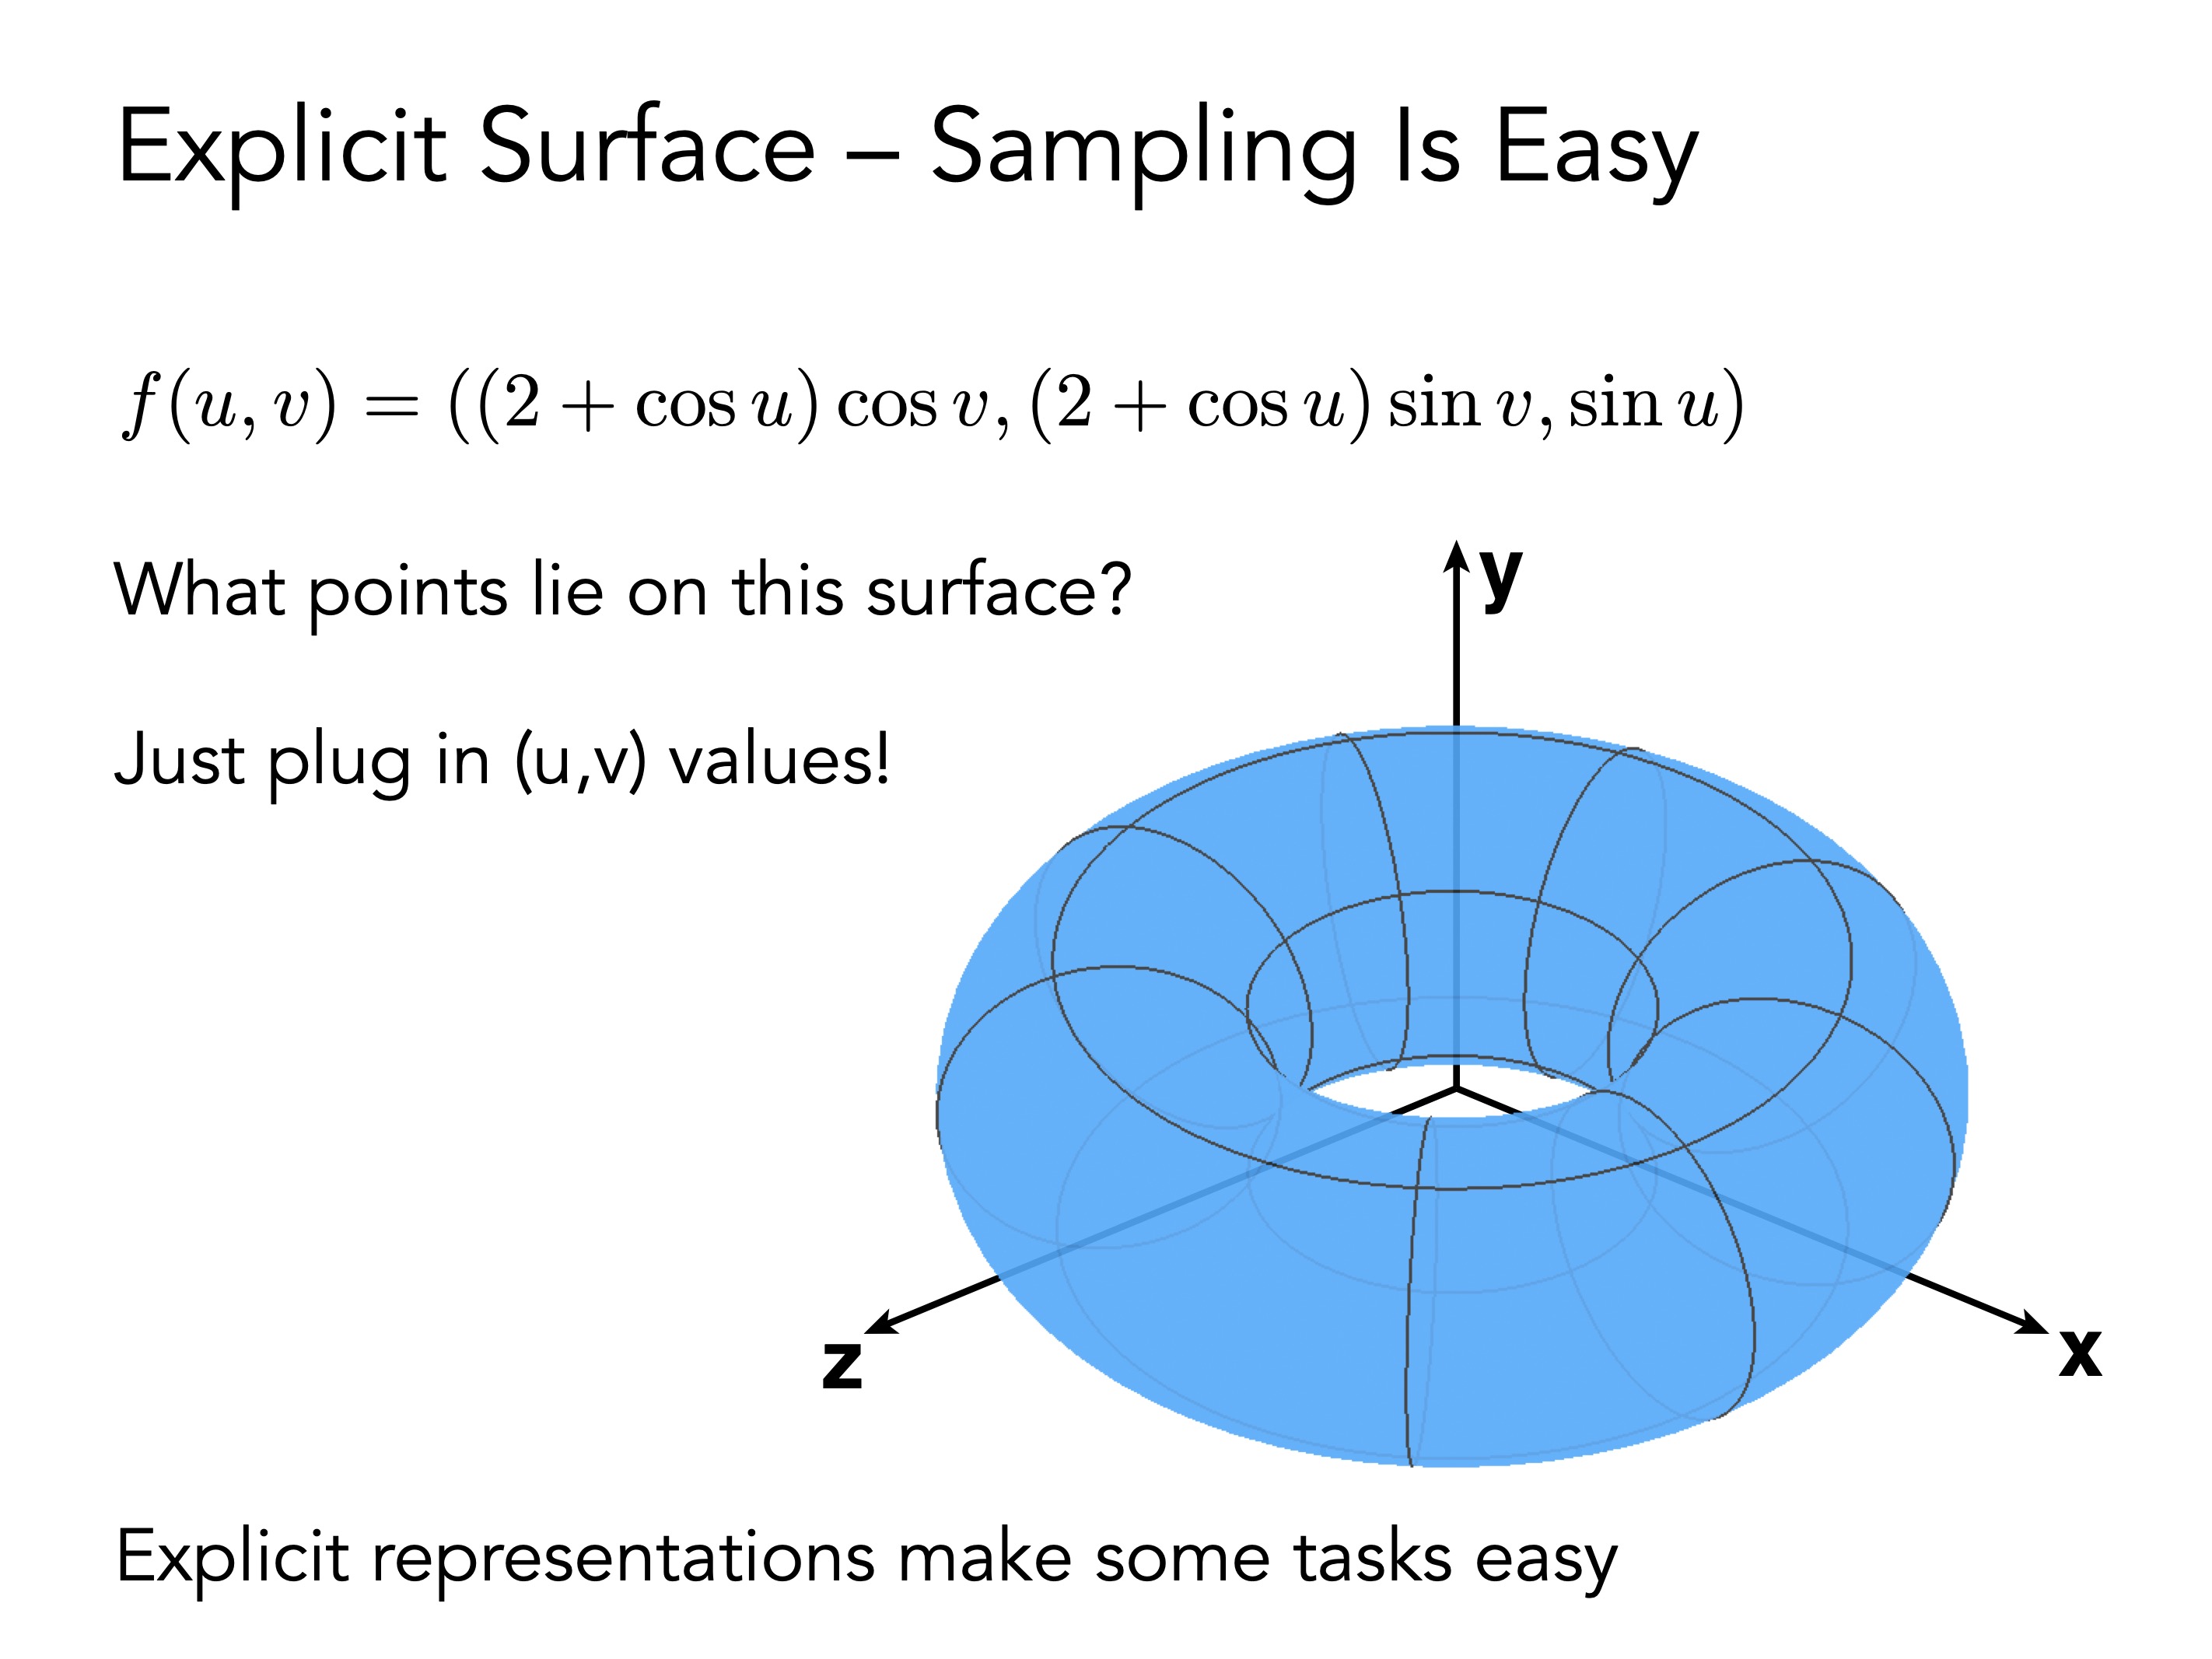 Explicit Surface – Sampling Is Easy
f(u, v) = ((2 + cos u) cos v, (2 + cos u) sin v, sin u)
What points lie on this surface?
Just plug in (u,v) values!
y
z
x
Explicit representations make some tasks easy